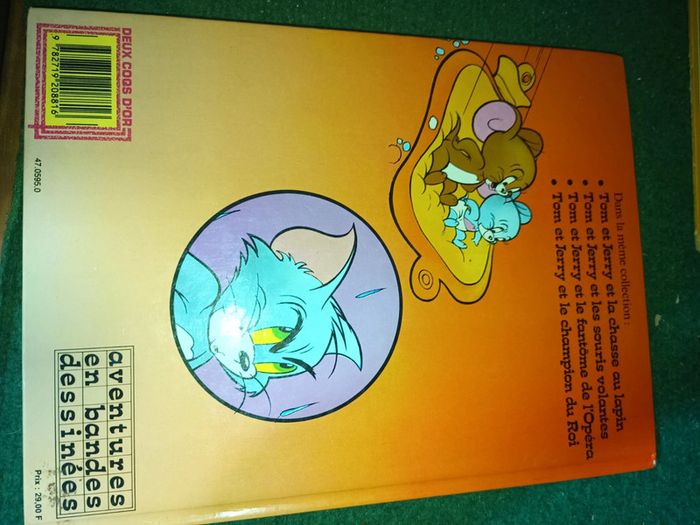 Dans la même collection :
• Tom et Jerry et la chasse au lapin
• Tom et Jerry et les souris volantes
• Tom et Jerry et le fantôme de l'Opéra
• Tom et Jerry et le champion du Roi
DEUX COQS D'OR
9 782719 208816
47.0595.0
aventures
en bandes
dessinées
Prix : 29,00 F